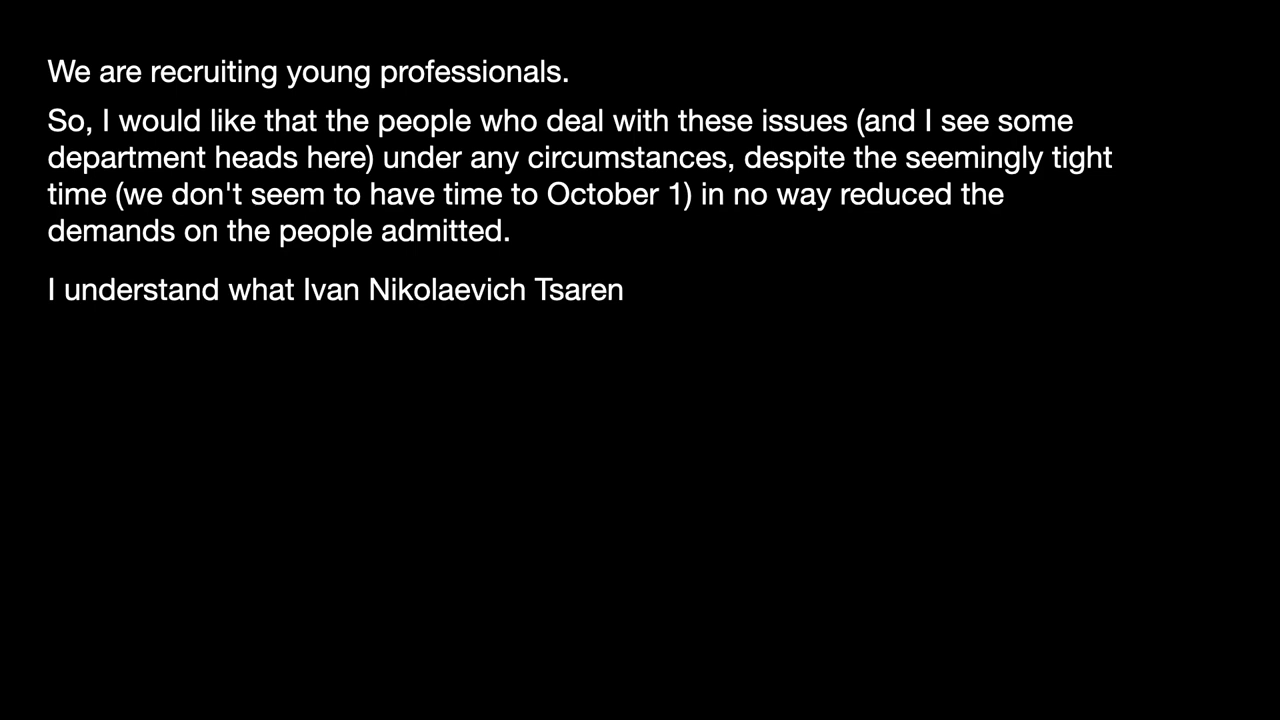 We are recruiting young professionals.
So, I would like that the people who deal with these issues (and I see some
department heads here) under any circumstances, despite the seemingly tight
time (we don't seem to have time to October 1) in no way reduced the
demands on the people admitted.
I understand what Ivan Nikolaevich Tsaren